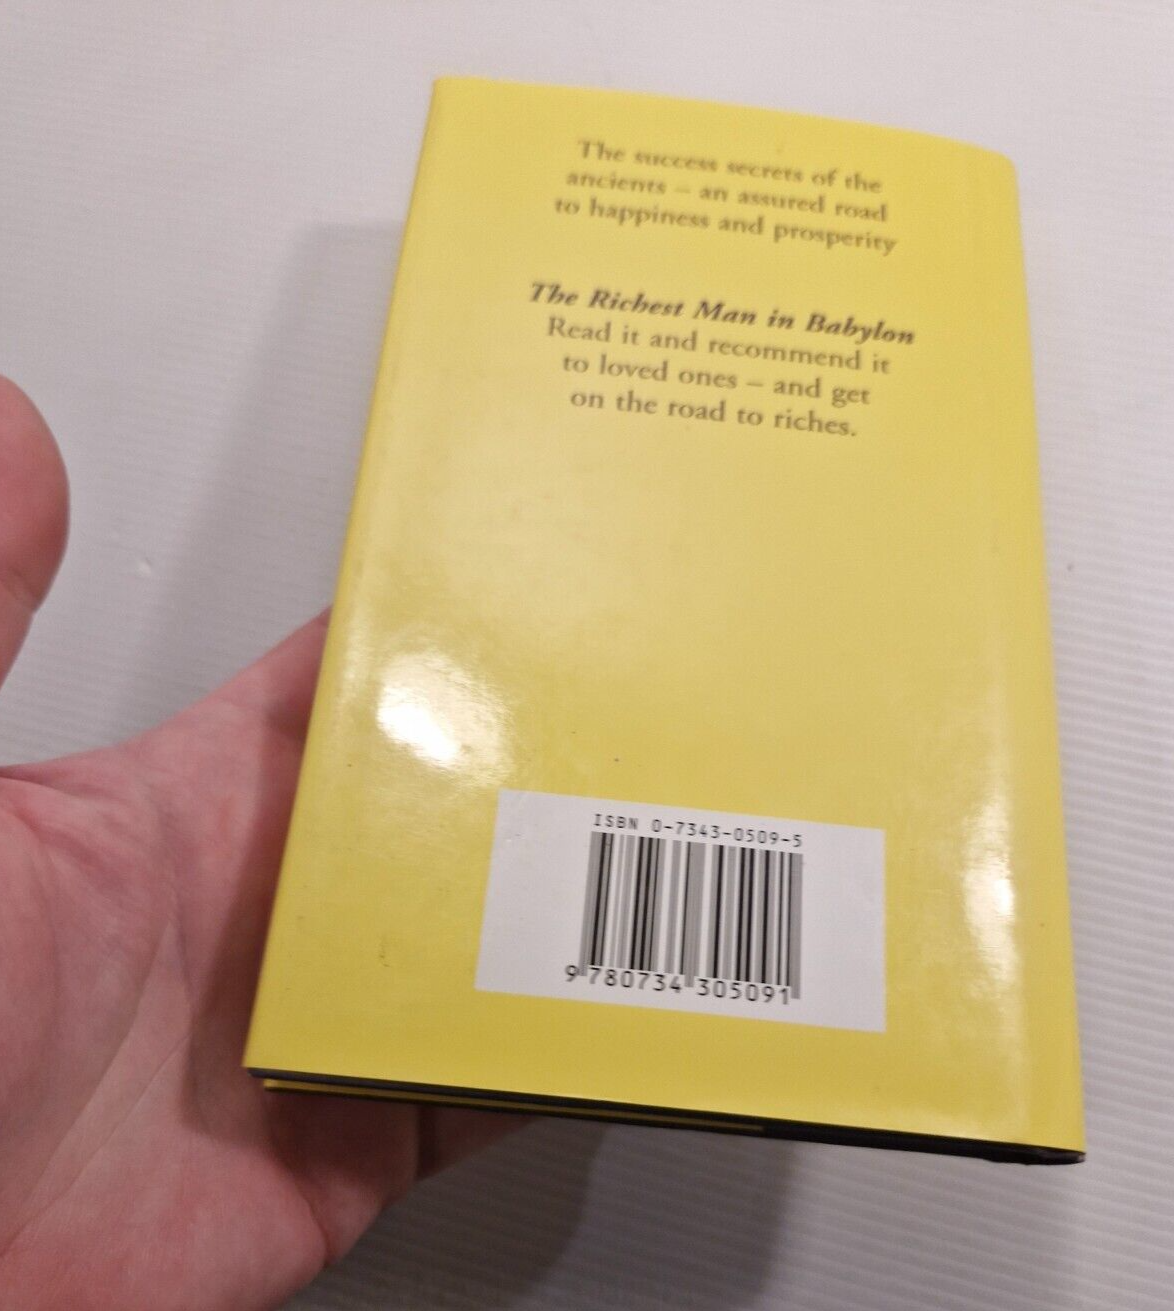 The success secrets of the
ancients – an assured road
to happiness and prosperity
The Richest Man in Babylon
Read it and recommend it
to loved ones – and get
on the road to riches.
ISBN 0-7343-0509-5
9 780734 305091